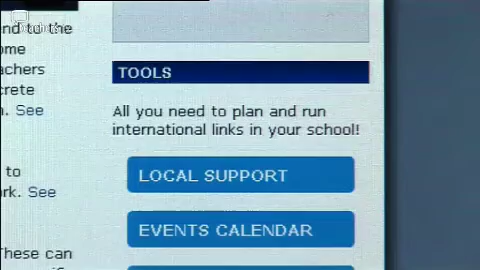 nd to the
ome
achers
crete
See
to
rk. See
These can
TOOLS
All you need to plan and run
international links in your school!
LOCAL SUPPORT
EVENTS CALENDAR